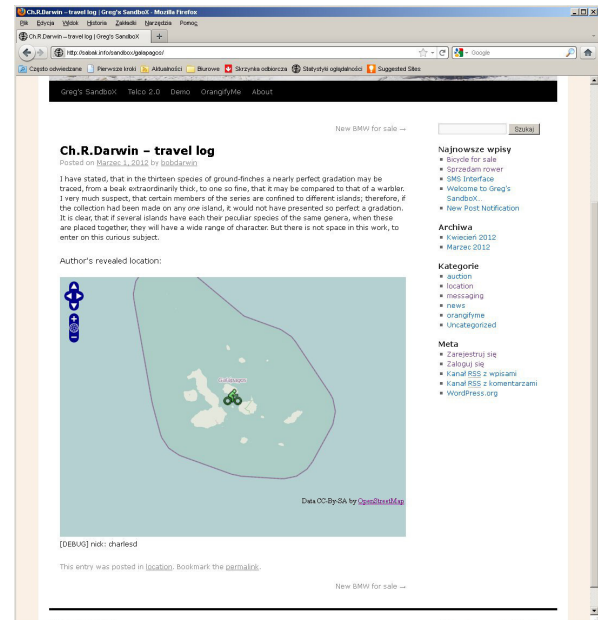 Ch.R.Darwin – travel log | Greg's SandboX - Mozilla Firefox
Plik Edycja Widok Historia Zakładki Narzędzia Pomoc
Ch.R.Darwin – travel log | Greg's SandboX
http://oabak.info/sandbox/galapagos/
Google
Często odwiedzane Pierwsze kroki Aktualności Biurowe Skrzynka odbiorcza Statystyki oglądalności Suggested Sites
Greg's SandboX Telco 2.0 Demo OrangifyMe About
New BMW for sale →
Ch.R.Darwin – travel log
Posted on Marzec 1, 2012 by bobdarwin
I have stated, that in the thirteen species of ground-finches a nearly perfect gradation may be
traced, from a beak extraordinarily thick, to one so fine, that it may be compared to that of a warbler.
I very much suspect, that certain members of the series are confined to different islands; therefore, if
the collection had been made on any one island, it would not have presented so perfect a gradation.
It is clear, that if several islands have each their peculiar species of the same genera, when these
are placed together, they will have a wide range of character. But there is not space in this work, to
enter on this curious subject.
Author's revealed location:
Galapagos
Data CC-By-SA by OpenStreetMap
[DEBUG] nick: charlesd
This entry was posted in location. Bookmark the permalink.
New BMW for sale →
Szukaj
Najnowsze wpisy
Bicycle for sale
Sprzedam rower
SMS Interface
Welcome to Greg's
SandboX..
New Post Notification
Archiwa
Kwiecień 2012
Marzec 2012
Kategorie
auction
location
messaging
news
orangifyme
Uncategorized
Meta
Zarejestruj się
Zaloguj się
Kanał RSS z wpisami
Kanał RSS z komentarzami
WordPress.org